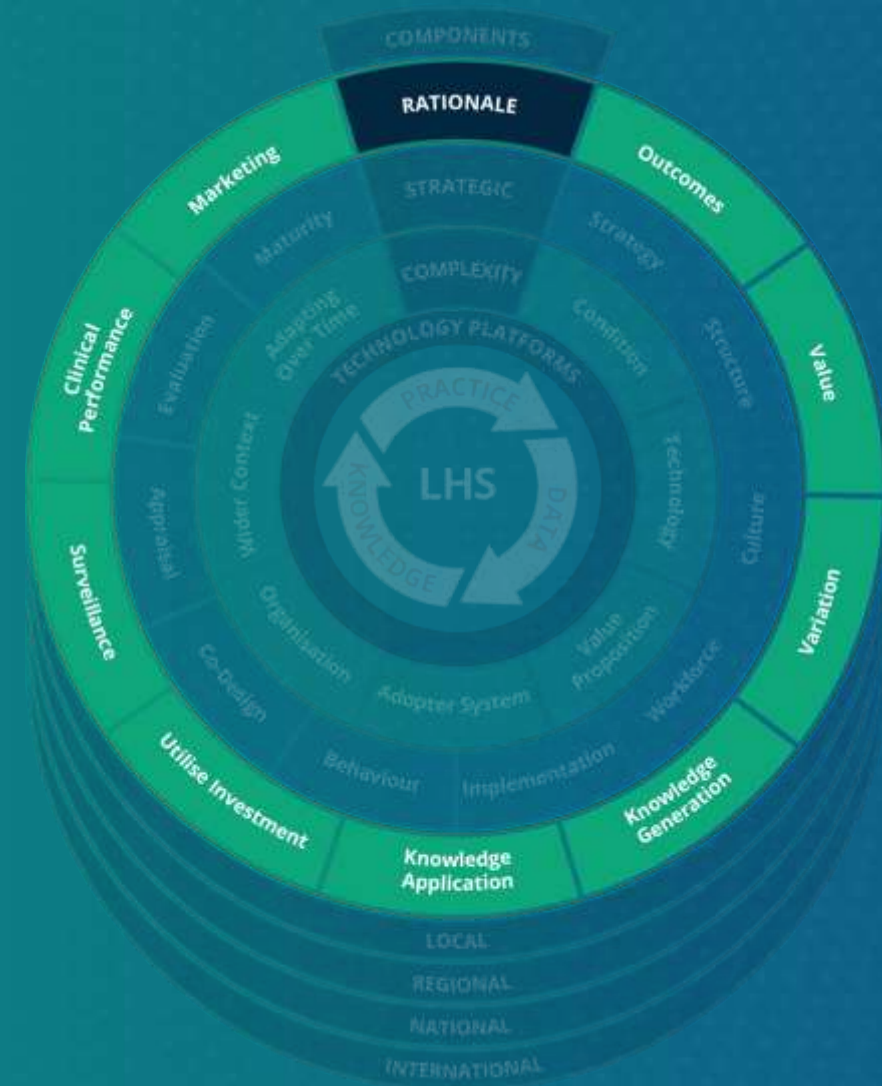 COMPONENTS
RATIONALE
Outcomes
Value
Variation
Knowledge
Generation
Knowledge
Application
Utilise Investment
Surveillance
Clinical
Performance
Marketing
STRATEGIC
Strategy
Structure
Culture
Workforce
Implementation
Behaviour
Co-Design
Appraisal
Evaluation
Maturity
COMPLEXITY
Condition
Technology
Value
Proposition
Adopter System
Organisation
Wider Context
Adapting
Over Time
TECHNOLOGY PLATFORMS
PRACTICE
DATA
KNOWLEDGE
LHS
LOCAL
REGIONAL
NATIONAL
INTERNATIONAL